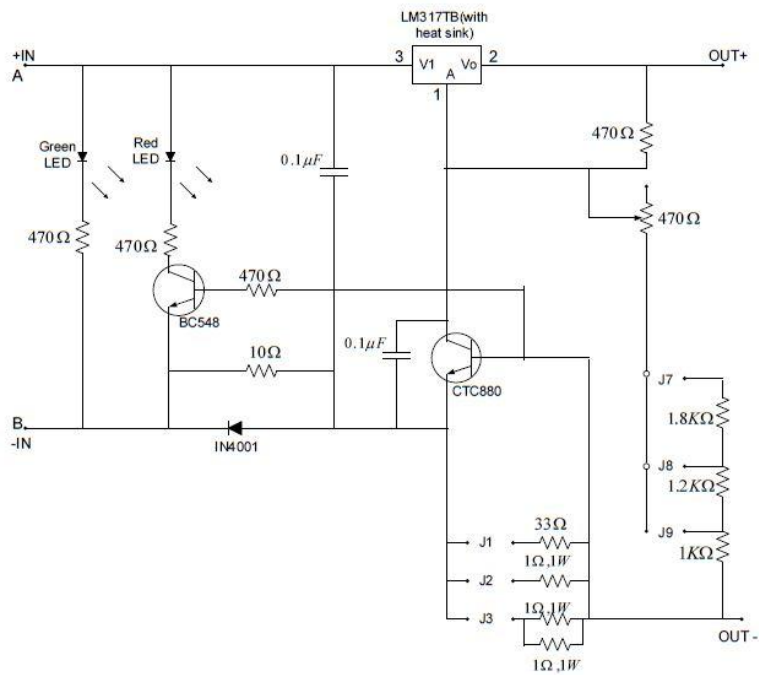 LM317TB(with
heat sink)
+IN
A
3
V1
A
Vo
2
OUT+
1
Green
LED
Red
LED
0.1μF
470Ω
470Ω
470Ω
470Ω
470Ω
BC548
10Ω
0.1μF
CTC880
B
-IN
IN4001
J7
1.8KΩ
J8
1.2KΩ
J9
1KΩ
33Ω
J1
1Ω,1W
J2
1Ω,1W
J3
1Ω,1W
OUT -